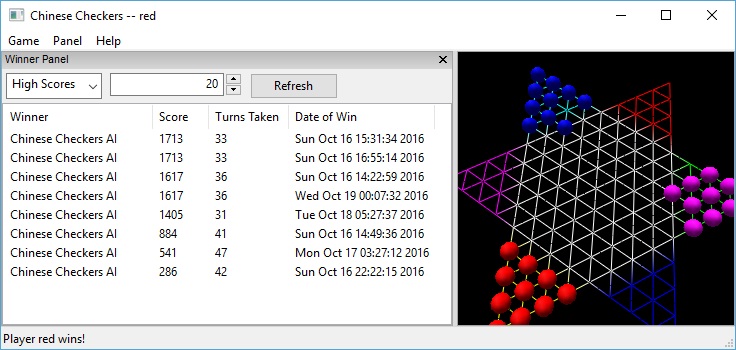 Chinese Checkers -- red
Game Panel Help
Winner Panel
High Scores 20 Refresh
Winner Score Turns Taken Date of Win
Chinese Checkers AI 1713 33 Sun Oct 16 15:31:34 2016
Chinese Checkers AI 1713 33 Sun Oct 16 16:55:14 2016
Chinese Checkers AI 1617 36 Sun Oct 16 14:22:59 2016
Chinese Checkers AI 1617 36 Wed Oct 19 00:07:32 2016
Chinese Checkers AI 1405 31 Tue Oct 18 05:27:37 2016
Chinese Checkers AI 884 41 Sun Oct 16 14:49:36 2016
Chinese Checkers AI 541 47 Mon Oct 17 03:27:12 2016
Chinese Checkers AI 286 42 Sun Oct 16 22:22:15 2016
Player red wins!